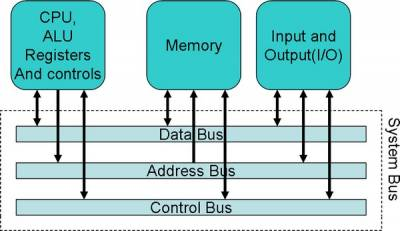 CPU,
ALU
Registers
And controls
Memory
Input and
Output(I/O)
Data Bus
Address Bus
Control Bus
System Bus